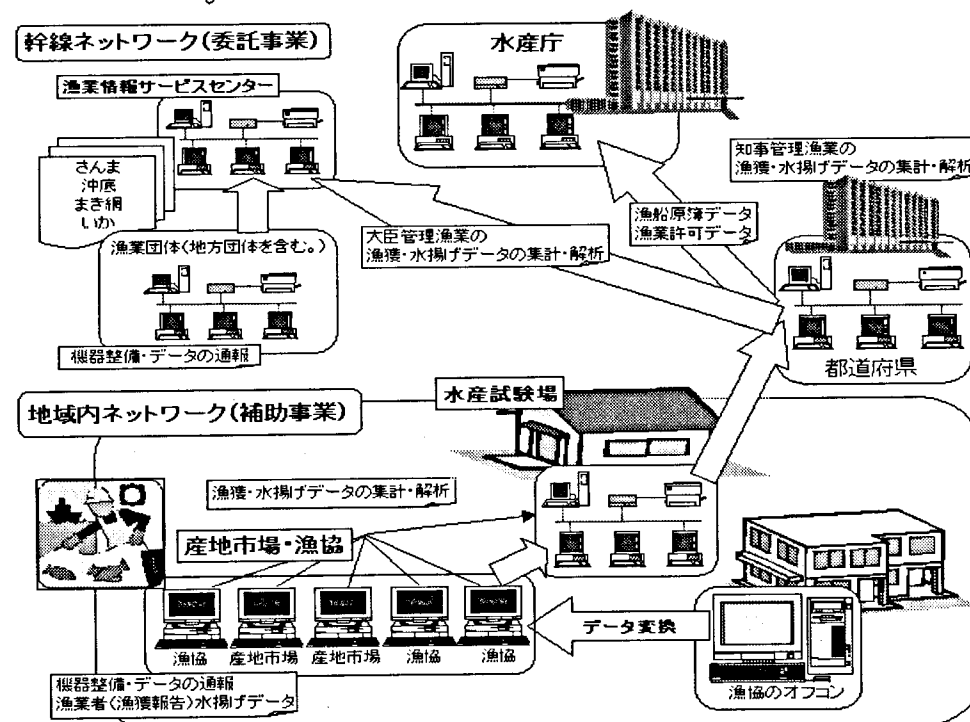 幹線ネットワーク(委託事業)
水産庁
漁業情報サービスセンター
さんま
沖底
まき網
いか
知事管理漁業の
漁獲・水揚げデータの集計・解析
漁船原簿データ
漁業許可データ
大臣管理漁業の
漁獲・水揚げデータの集計・解析
漁業団体(地方団体を含む。)
機器整備・データの通報
都道府県
地域内ネットワーク(補助事業)
水産試験場
漁獲・水揚げデータの集計・解析
産地市場・漁協
漁協
産地市場
産地市場
漁協
漁協
データ変換
漁協のオフコン
機器整備・データの通報
漁業者(漁獲報告)水揚げデータ